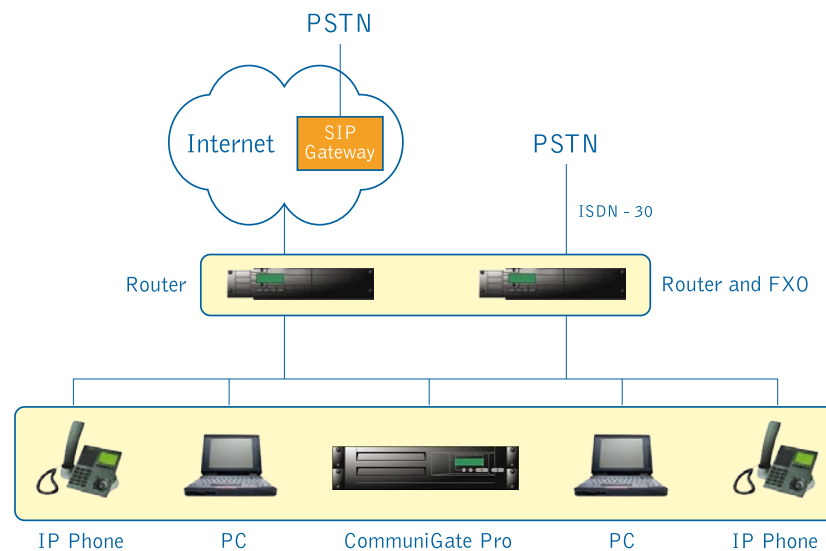 PSTN
Internet
SIP
Gateway
PSTN
ISDN - 30
Router
Router and FXO
IP Phone
PC
CommuniGate Pro
PC
IP Phone